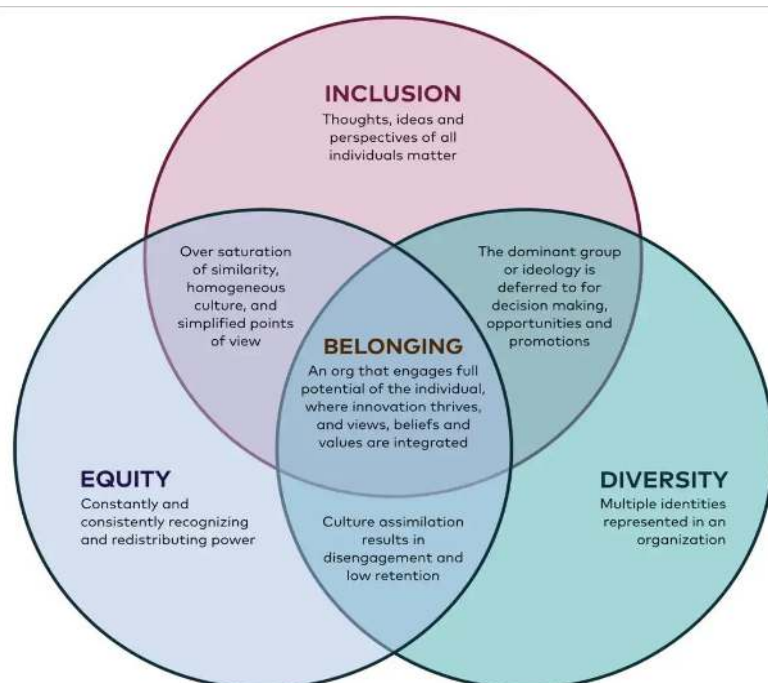 INCLUSION
Thoughts, ideas and
perspectives of all
individuals matter
Over saturation
of similarity,
homogeneous
culture, and
simplified points
of view
The dominant group
or ideology is
deferred to for
decision making,
opportunities and
promotions
BELONGING
An org that engages full
potential of the individual,
where innovation thrives,
and views, beliefs and
values are integrated
EQUITY
Constantly and
consistently recognizing
and redistributing power
DIVERSITY
Multiple identities
represented in an
organization
Culture assimilation
results in
disengagement and
low retention